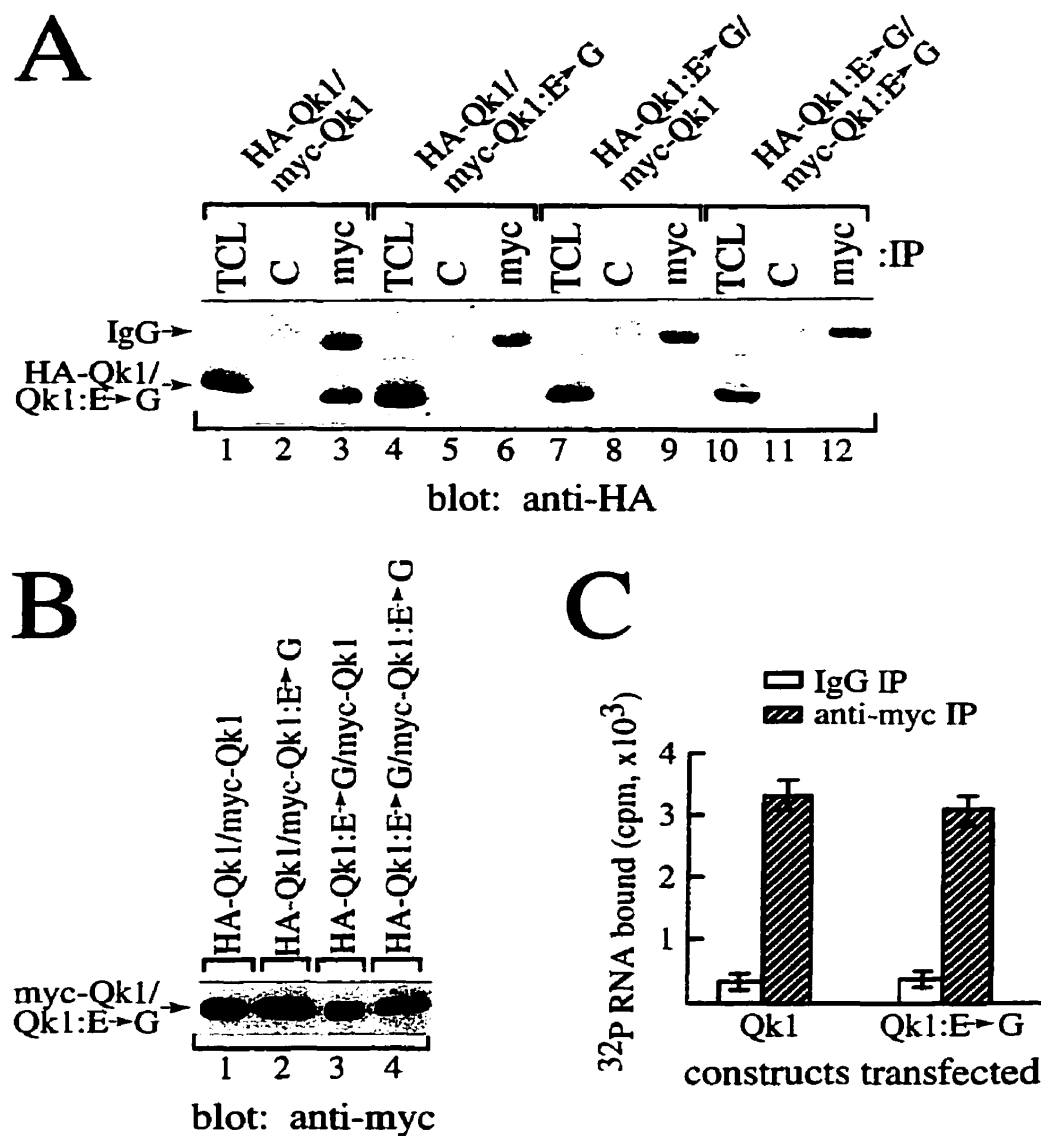 A
HA-Qk1/
myc-Qk1
HA-Qk1/
myc-Qk1:E→G
HA-Qk1:E→G/
myc-Qk1
HA-Qk1:E→G/
myc-Qk1:E→G
TCL C myc TCL C myc TCL C myc TCL C myc :IP
IgG→
HA-Qk1/→
Qk1:E→G
1 2 3 4 5 6 7 8 9 10 11 12
blot: anti-HA
B
HA-Qk1/myc-Qk1
HA-Qk1/myc-Qk1:E→G
HA-Qk1:E→G/myc-Qk1
HA-Qk1:E→G/myc-Qk1:E→G
myc-Qk1/→
Qk1:E→G
1 2 3 4
blot: anti-myc
C
IgG IP
anti-myc IP
³²P RNA bound (cpm, x10³)
4
3
2
1
Qk1 Qk1:E→G
constructs transfected